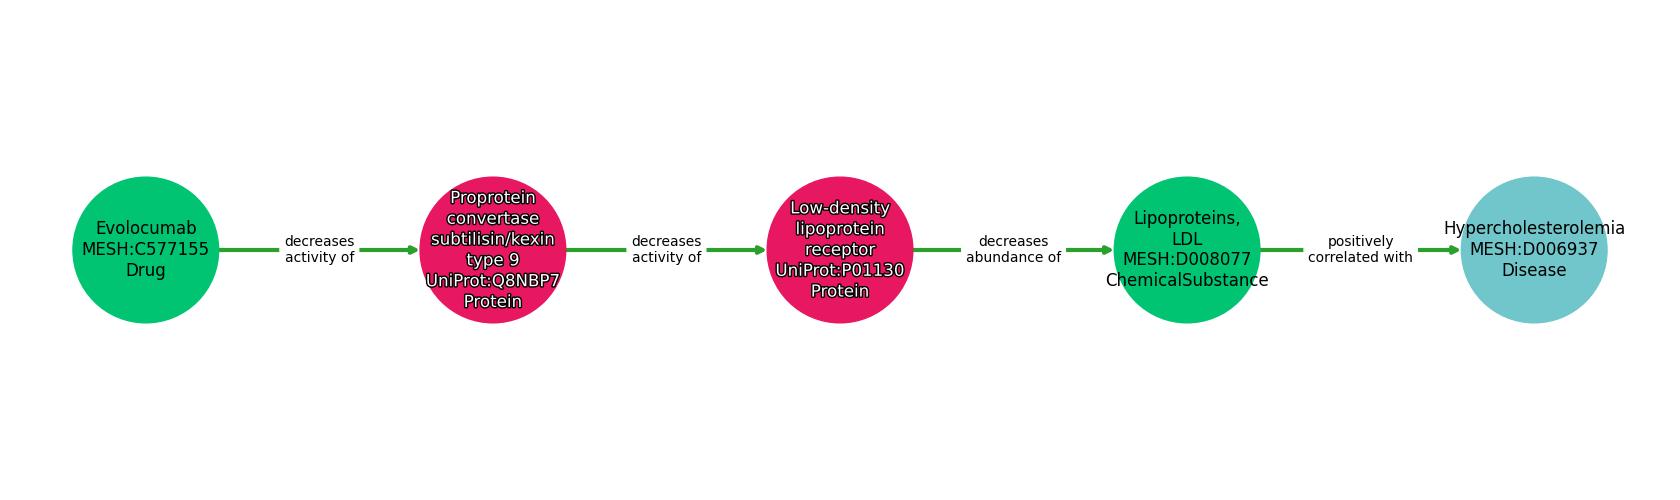 Evolocumab
MESH:C577155
Drug
decreases
activity of
Proprotein
convertase
subtilisin/kexin
type 9
UniProt:Q8NBP7
Protein
decreases
activity of
Low-density
lipoprotein
receptor
UniProt:P01130
Protein
decreases
abundance of
Lipoproteins,
LDL
MESH:D008077
ChemicalSubstance
positively
correlated with
Hypercholesterolemia
MESH:D006937
Disease